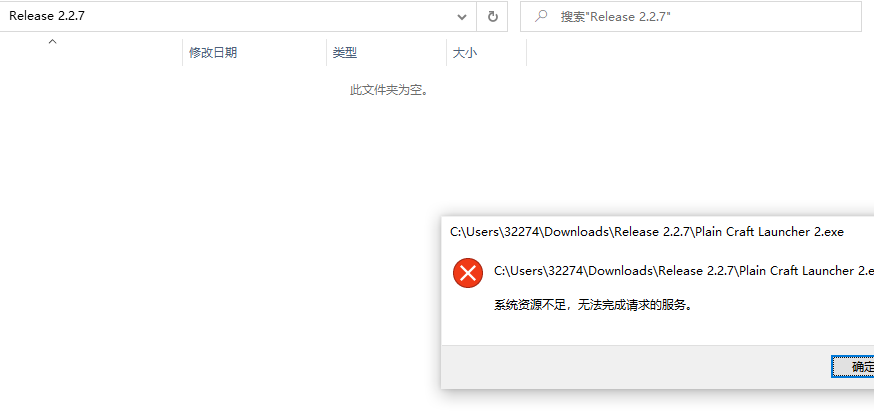 Release 2.2.7
搜索"Release 2.2.7"
修改日期 类型 大小
此文件夹为空。
C:\Users\32274\Downloads\Release 2.2.7\Plain Craft Launcher 2.exe
C:\Users\32274\Downloads\Release 2.2.7\Plain Craft Launcher 2.e
系统资源不足，无法完成请求的服务。
确定